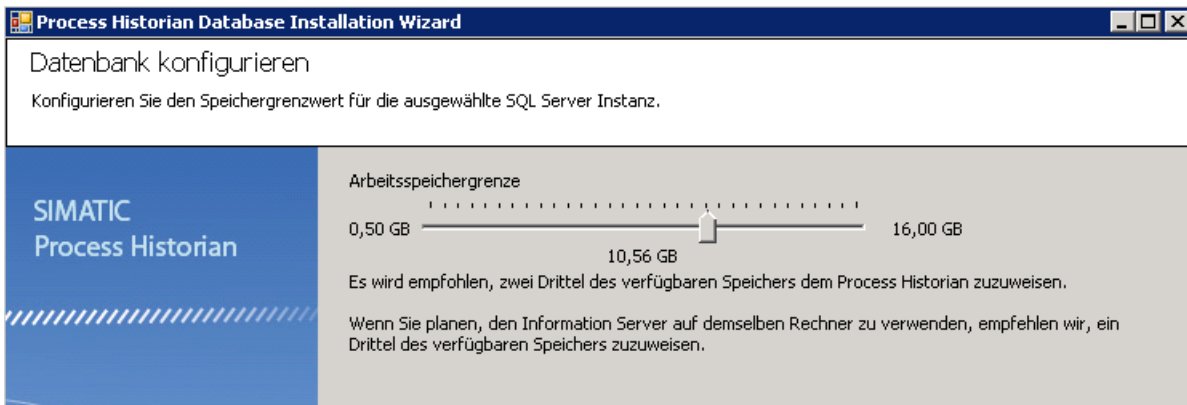 Process Historian Database Installation Wizard
Datenbank konfigurieren
Konfigurieren Sie den Speichergrenzwert für die ausgewählte SQL Server Instanz.
SIMATIC
Process Historian
Arbeitsspeichergrenze
0,50 GB
16,00 GB
10,56 GB
Es wird empfohlen, zwei Drittel des verfügbaren Speichers dem Process Historian zuzuweisen.
Wenn Sie planen, den Information Server auf demselben Rechner zu verwenden, empfehlen wir, ein
Drittel des verfügbaren Speichers zuzuweisen.